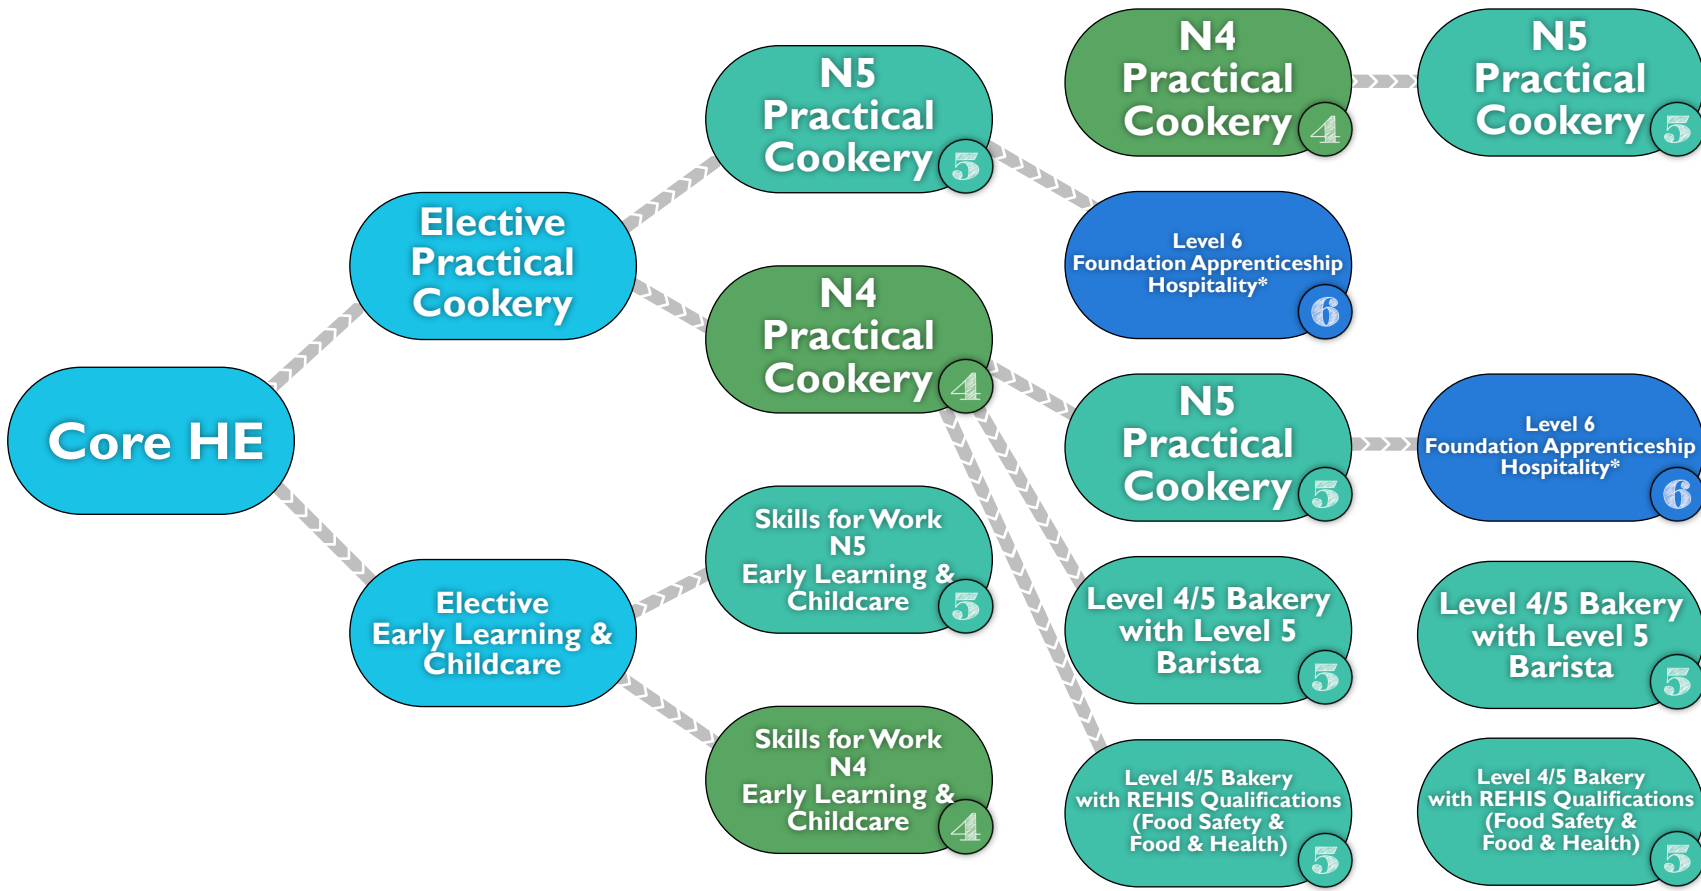 Core HE
Elective
Practical
Cookery
Elective
Early Learning &
Childcare
N5
Practical
Cookery
5
N4
Practical
Cookery
4
Skills for Work
N5
Early Learning &
Childcare
5
Skills for Work
N4
Early Learning &
Childcare
4
N4
Practical
Cookery
4
Level 6
Foundation Apprenticeship
Hospitality*
6
N5
Practical
Cookery
5
Level 4/5 Bakery
with Level 5
Barista
5
Level 4/5 Bakery
with REHIS Qualifications
(Food Safety &
Food & Health)
5
N5
Practical
Cookery
5
Level 6
Foundation Apprenticeship
Hospitality*
6
Level 4/5 Bakery
with Level 5
Barista
5
Level 4/5 Bakery
with REHIS Qualifications
(Food Safety &
Food & Health)
5